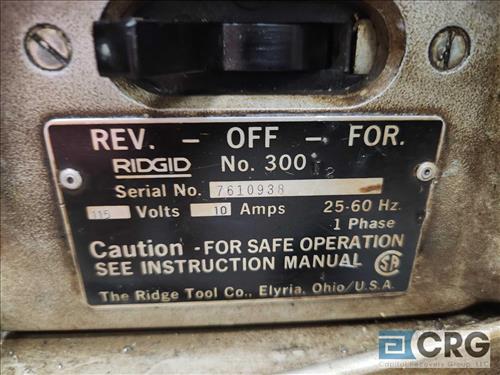 REV. - OFF - FOR.
RIDGID No. 300
Serial No. 7610938
115 Volts 10 Amps 25-60 Hz.
1 Phase
Caution - FOR SAFE OPERATION
SEE INSTRUCTION MANUAL
The Ridge Tool Co., Elyria, Ohio/U.S.A.
CRG
Capital Recovery Group, LLC